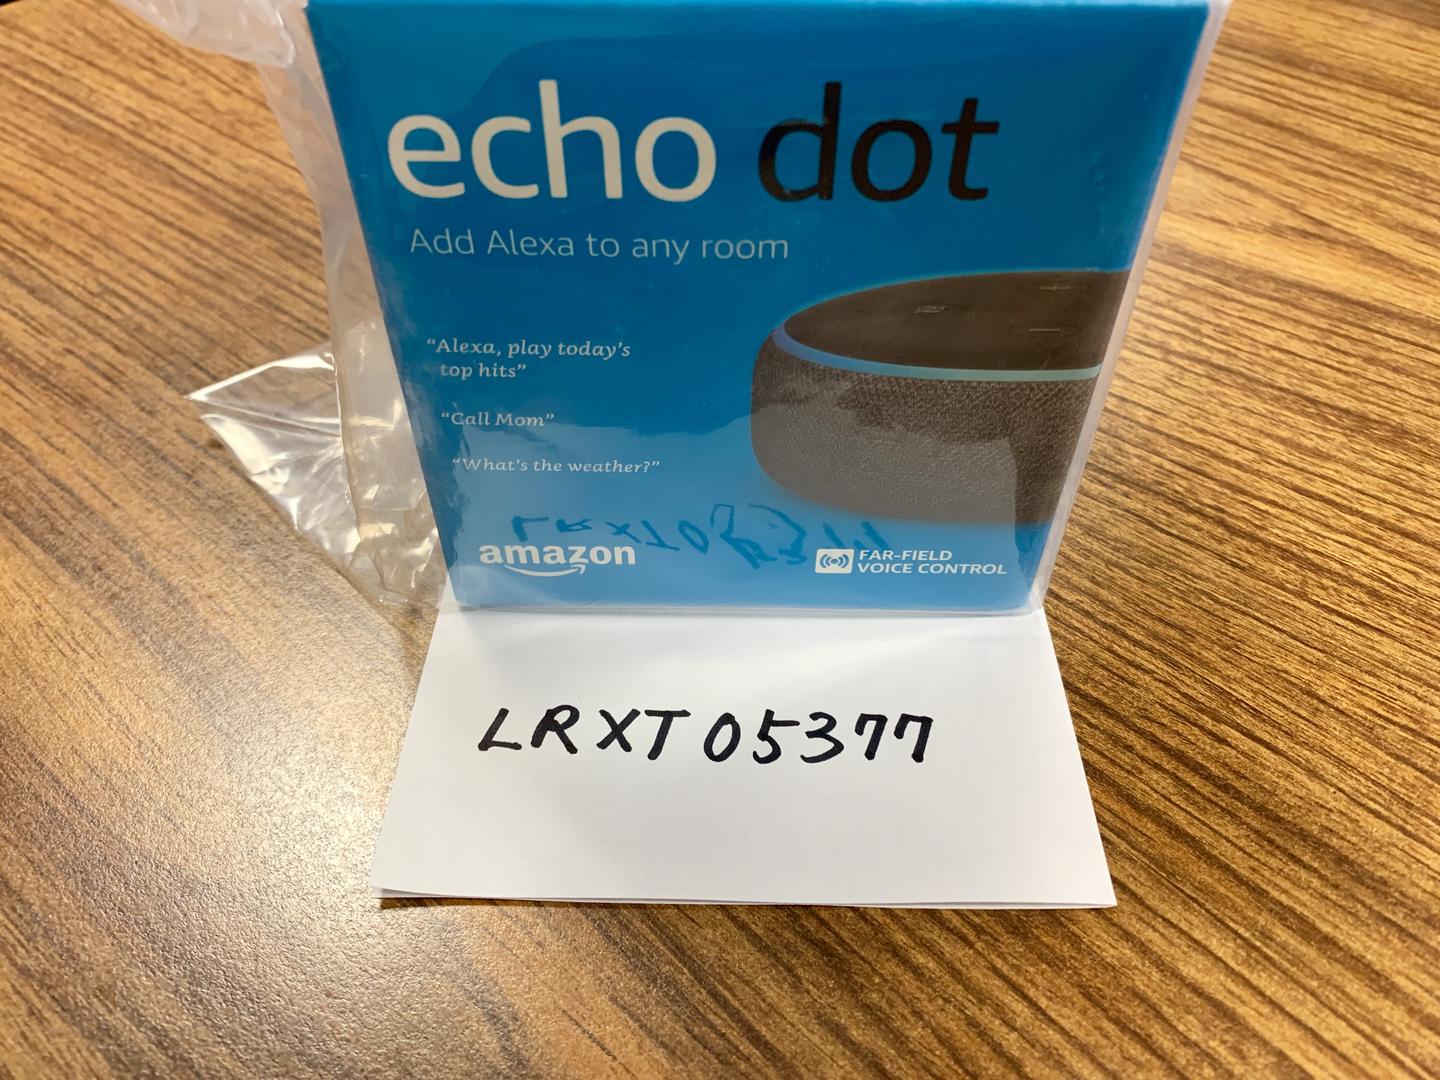 echo dot
Add Alexa to any room
“Alexa, play today’s
top hits”
“Call Mom”
“What’s the weather?”
amazon
FAR-FIELD
VOICE CONTROL
LRXT05377